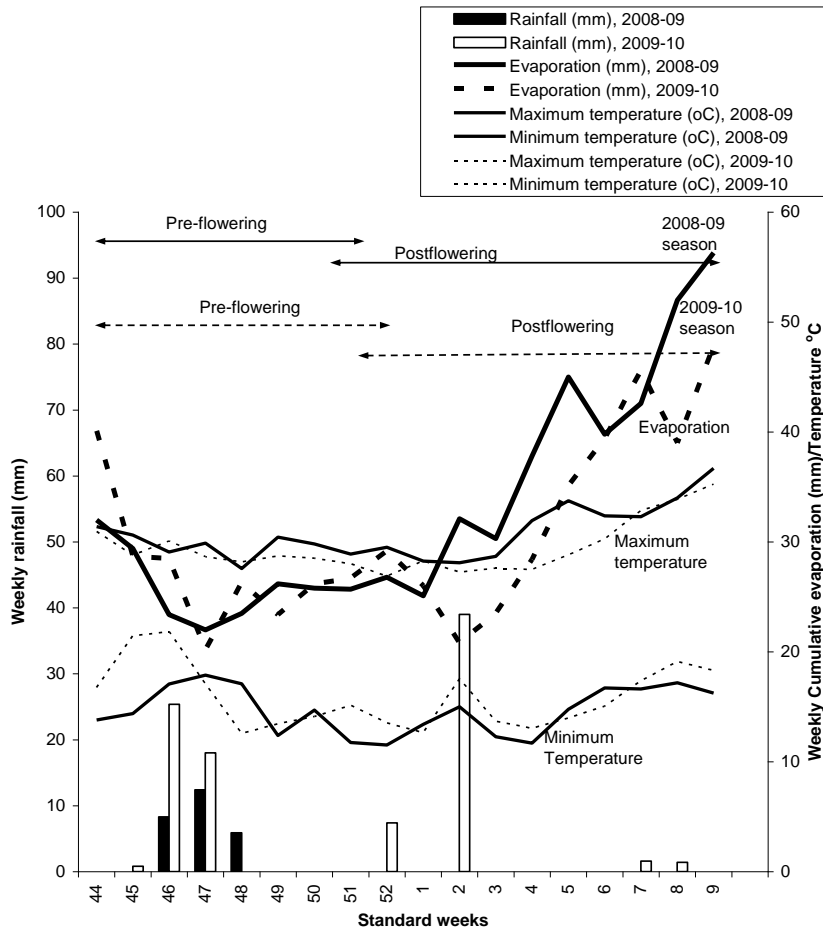 Rainfall (mm), 2008-09
Rainfall (mm), 2009-10
Evaporation (mm), 2008-09
Evaporation (mm), 2009-10
Maximum temperature (oC), 2008-09
Minimum temperature (oC), 2008-09
Maximum temperature (oC), 2009-10
Minimum temperature (oC), 2009-10
100
90
80
70
60
50
40
30
20
10
0
Weekly rainfall (mm)
Pre-flowering
2008-09
season
Postflowering
Pre-flowering
2009-10
season
Postflowering
Evaporation
Maximum
temperature
Minimum
Temperature
60
50
40
30
20
10
0
Weekly Cumulative evaporation (mm)/Temperature °C
44 45 46 47 48 49 50 51 52 1 2 3 4 5 6 7 8 9
Standard weeks